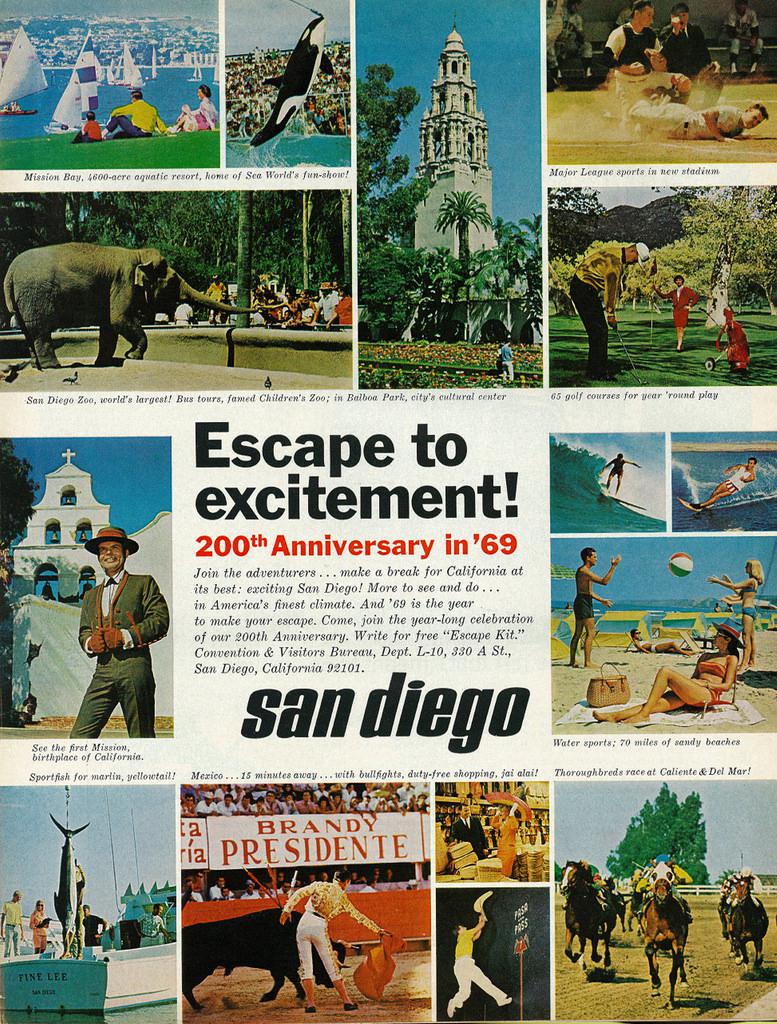 Mission Bay, 4600-acre aquatic resort, home of Sea World's fun-show!
Major League sports in new stadium
San Diego Zoo, world's largest! Bus tours, famed Children's Zoo; in Balboa Park, city's cultural center
65 golf courses for year 'round play
Escape to
excitement!
200th Anniversary in '69
Join the adventurers . . . make a break for California at
its best: exciting San Diego! More to see and do . . .
in America's finest climate. And '69 is the year
to make your escape. Come, join the year-long celebration
of our 200th Anniversary. Write for free "Escape Kit."
Convention & Visitors Bureau, Dept. L-10, 330 A St.,
San Diego, California 92101.
san diego
See the first Mission,
birthplace of California.
Water sports; 70 miles of sandy beaches
Sportfish for marlin, yellowtail!
Mexico . . . 15 minutes away . . . with bullfights, duty-free shopping, jai alai!
Thoroughbreds race at Caliente & Del Mar!
ta
ría
BRANDY
PRESIDENTE
PASA
PASS
FINE LEE
SAN DIEGO